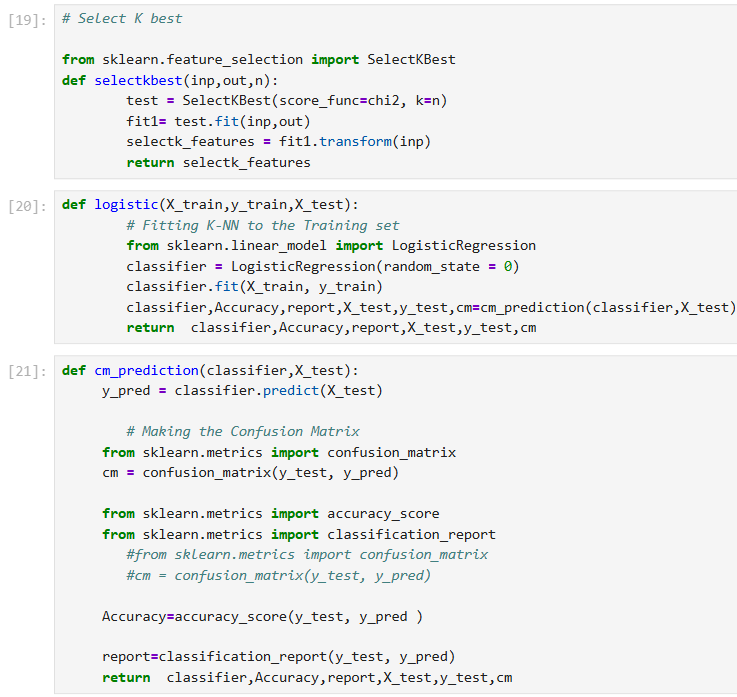 [19]: # Select K best
from sklearn.feature_selection import SelectKBest
def selectkbest(inp,out,n):
        test = SelectKBest(score_func=chi2, k=n)
        fit1= test.fit(inp,out)
        selectk_features = fit1.transform(inp)
        return selectk_features
[20]: def logistic(X_train,y_train,X_test):
        # Fitting K-NN to the Training set
        from sklearn.linear_model import LogisticRegression
        classifier = LogisticRegression(random_state = 0)
        classifier.fit(X_train, y_train)
        classifier,Accuracy,report,X_test,y_test,cm=cm_prediction(classifier,X_test)
        return  classifier,Accuracy,report,X_test,y_test,cm
[21]: def cm_prediction(classifier,X_test):
     y_pred = classifier.predict(X_test)
        # Making the Confusion Matrix
     from sklearn.metrics import confusion_matrix
     cm = confusion_matrix(y_test, y_pred)
     from sklearn.metrics import accuracy_score
     from sklearn.metrics import classification_report
        #from sklearn.metrics import confusion_matrix
        #cm = confusion_matrix(y_test, y_pred)
     Accuracy=accuracy_score(y_test, y_pred )
     report=classification_report(y_test, y_pred)
     return  classifier,Accuracy,report,X_test,y_test,cm